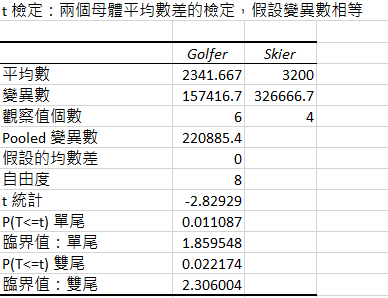 t 檢定：兩個母體平均數差的檢定，假設變異數相等
Golfer Skier
平均數 2341.667 3200
變異數 157416.7 326666.7
觀察值個數 6 4
Pooled 變異數 220885.4
假設的均數差 0
自由度 8
t 統計 -2.82929
P(T<=t) 單尾 0.011087
臨界值：單尾 1.859548
P(T<=t) 雙尾 0.022174
臨界值：雙尾 2.306004